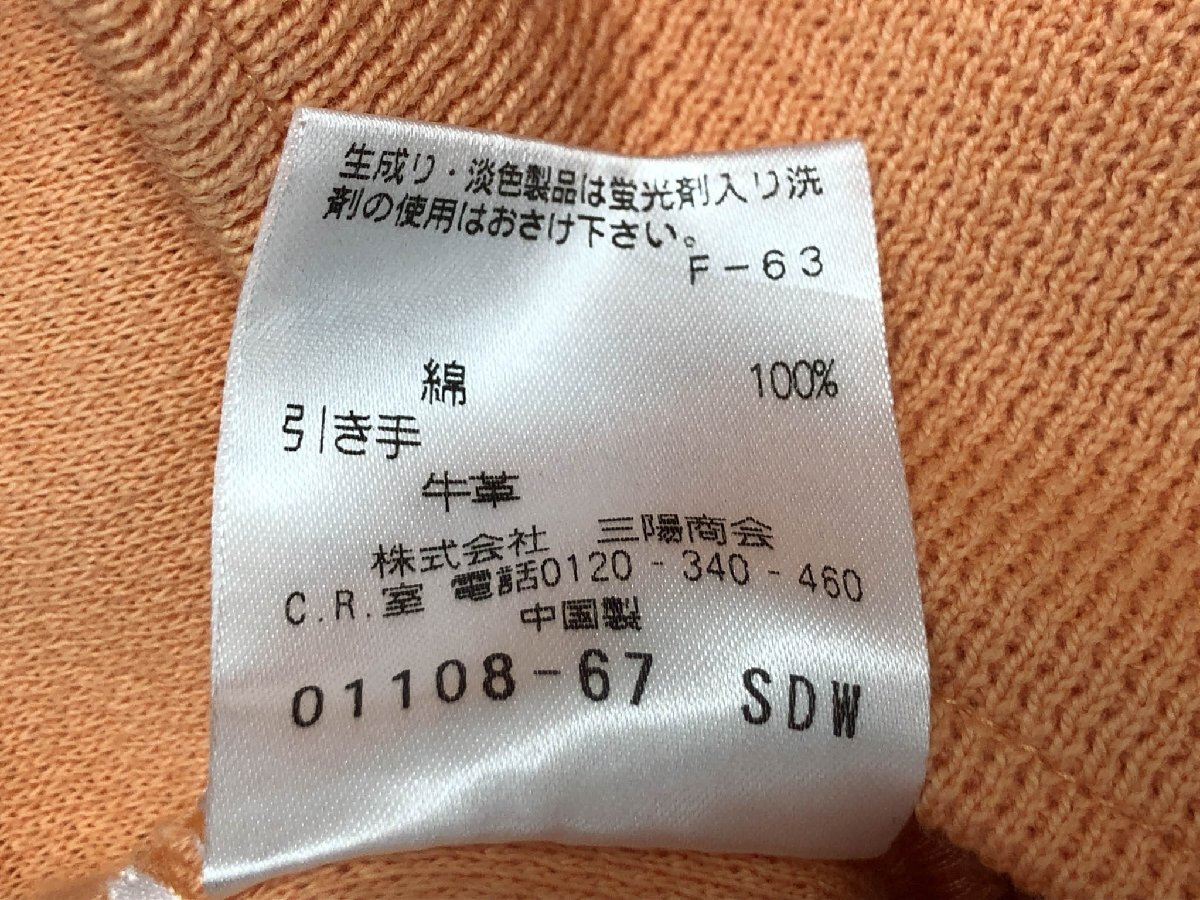 生成り・淡色製品は蛍光剤入り洗
剤の使用はおさけ下さい。
F-63
綿 100%
引き手
牛革
株式会社 三陽商会
C.R.室 電話0120-340-460
中国製
01108-67 SDW